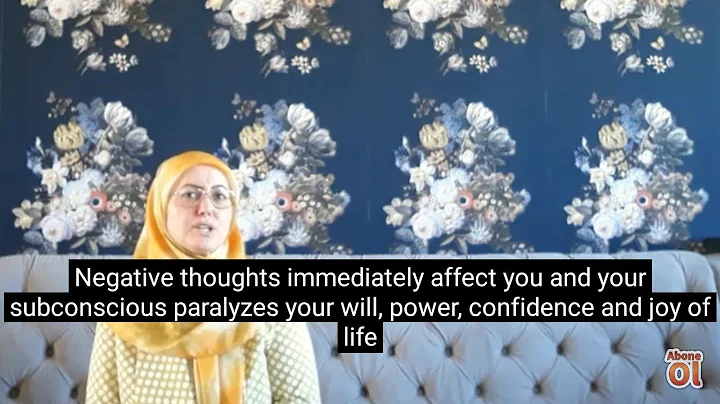 Negative thoughts immediately affect you and your
subconscious paralyzes your will, power, confidence and joy of
life
Abone
Ol